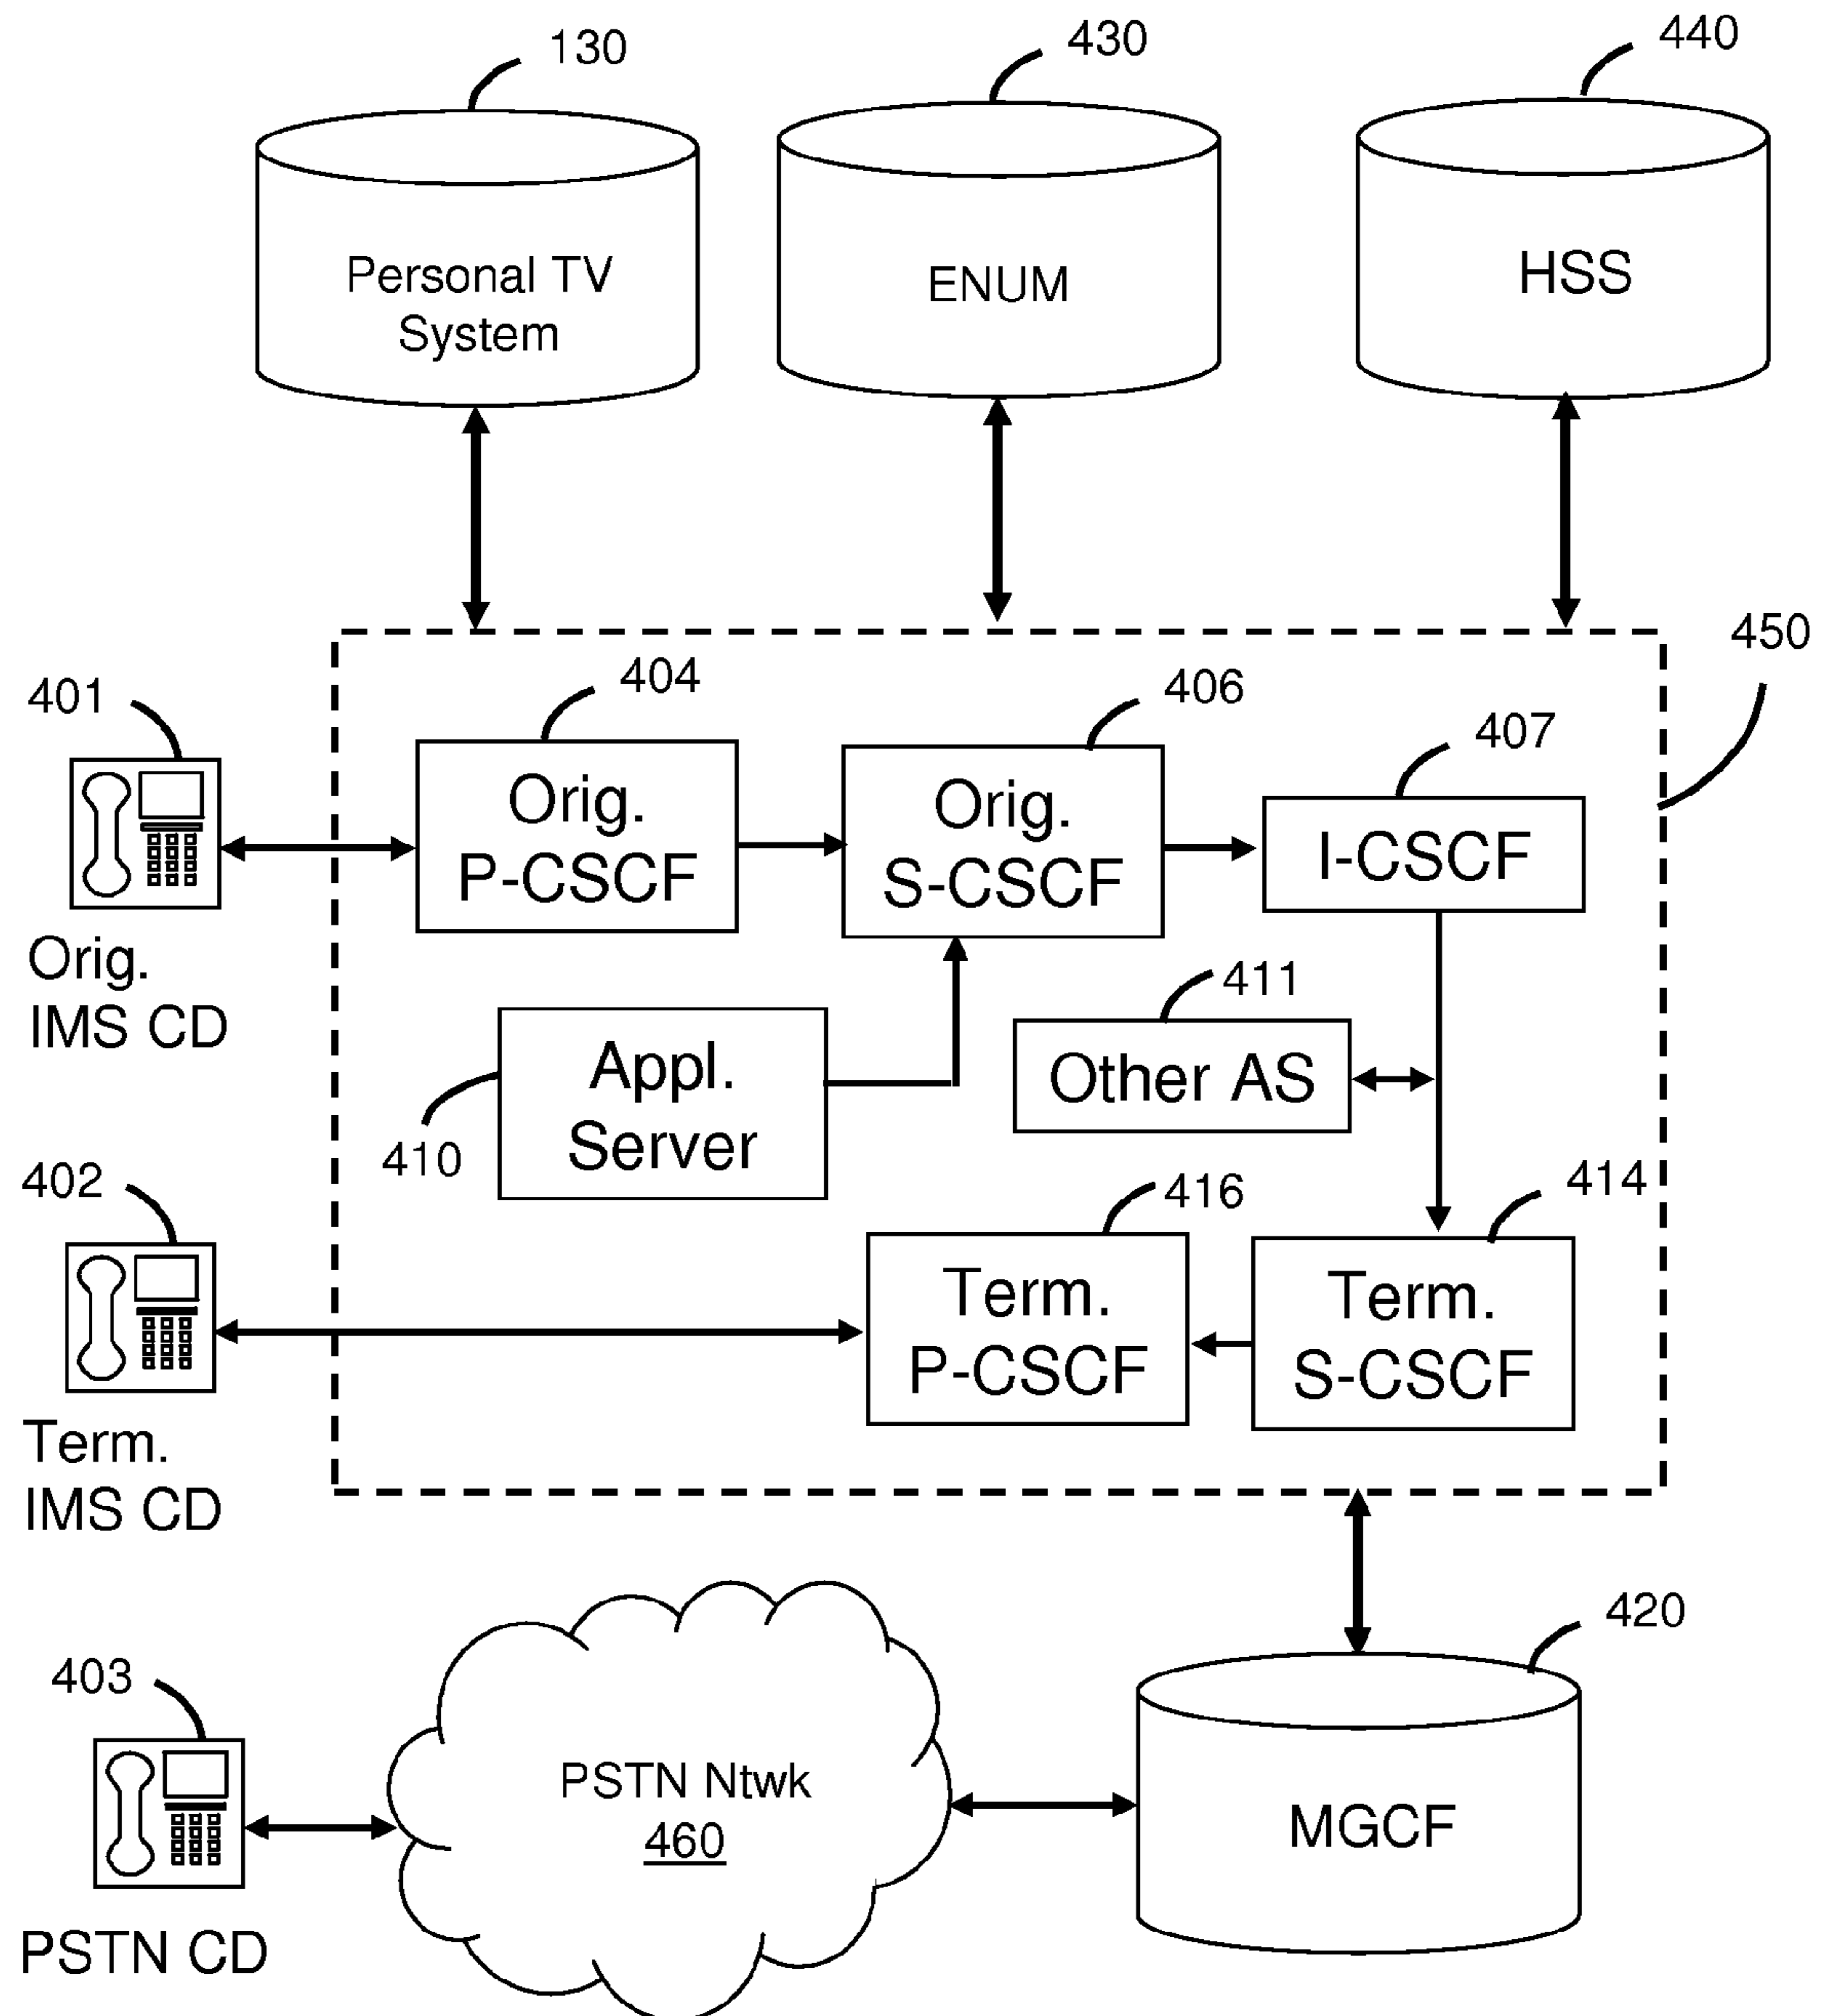 130
430
440
Personal TV
System
ENUM
HSS
450
401
404
406
407
Orig.
P-CSCF
Orig.
S-CSCF
I-CSCF
Orig.
IMS CD
411
Other AS
Appl.
Server
410
402
416
414
Term.
P-CSCF
Term.
S-CSCF
Term.
IMS CD
420
403
PSTN Ntwk
460
MGCF
PSTN CD